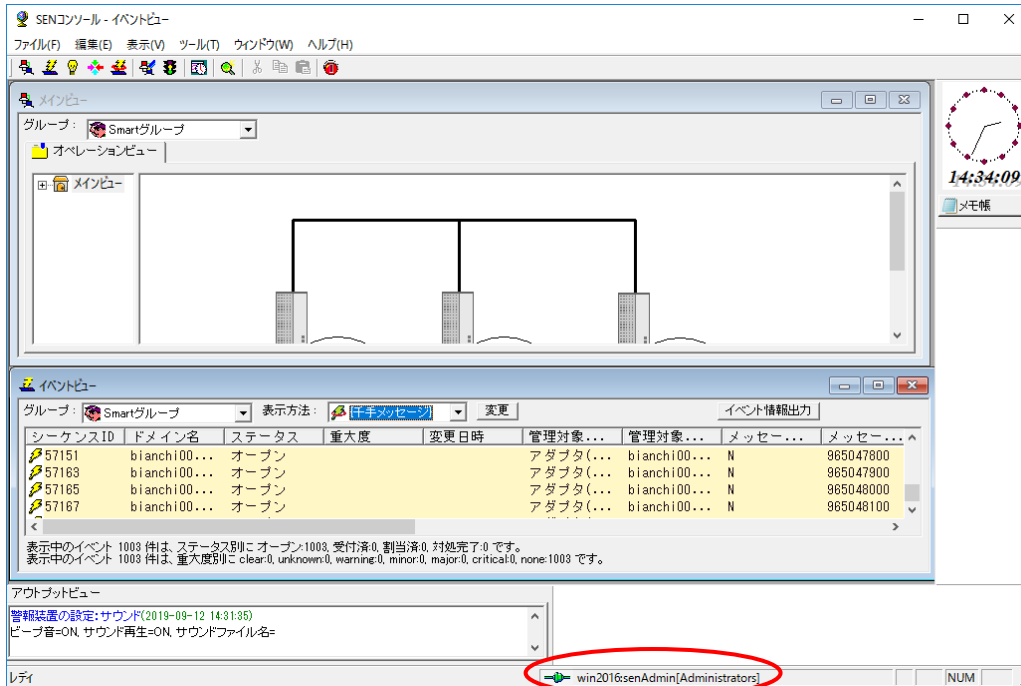 SENコンソール - イベントビュー
ファイル(F) 編集(E) 表示(V) ツール(T) ウィンドウ(W) ヘルプ(H)
メインビュー
グループ: Smartグループ
オペレーションビュー
メインビュー
14:34:09
メモ帳
イベントビュー
グループ: Smartグループ 表示方法: [千手メッセージ] 変更 イベント情報出力
シーケンスID ドメイン名 ステータス 重大度 変更日時 管理対象... 管理対象... メッセー... メッセー...
57151 bianchi00... オープン アダプタ(... bianchi00... N 965047800
57163 bianchi00... オープン アダプタ(... bianchi00... N 965047900
57165 bianchi00... オープン アダプタ(... bianchi00... N 965048000
57167 bianchi00... オープン アダプタ(... bianchi00... N 965048100
表示中のイベント 1003 件は、ステータス別に オープン:1003, 受付済:0, 割当済:0, 対処完了:0 です。
表示中のイベント 1003 件は、重大度別に clear:0, unknown:0, warning:0, minor:0, major:0, critical:0, none:1003 です。
アウトプットビュー
警報装置の設定:サウンド(2019-09-12 14:31:35)
ビープ音=ON, サウンド再生=ON, サウンドファイル名=
レディ win2016:senAdmin[Administrators] NUM